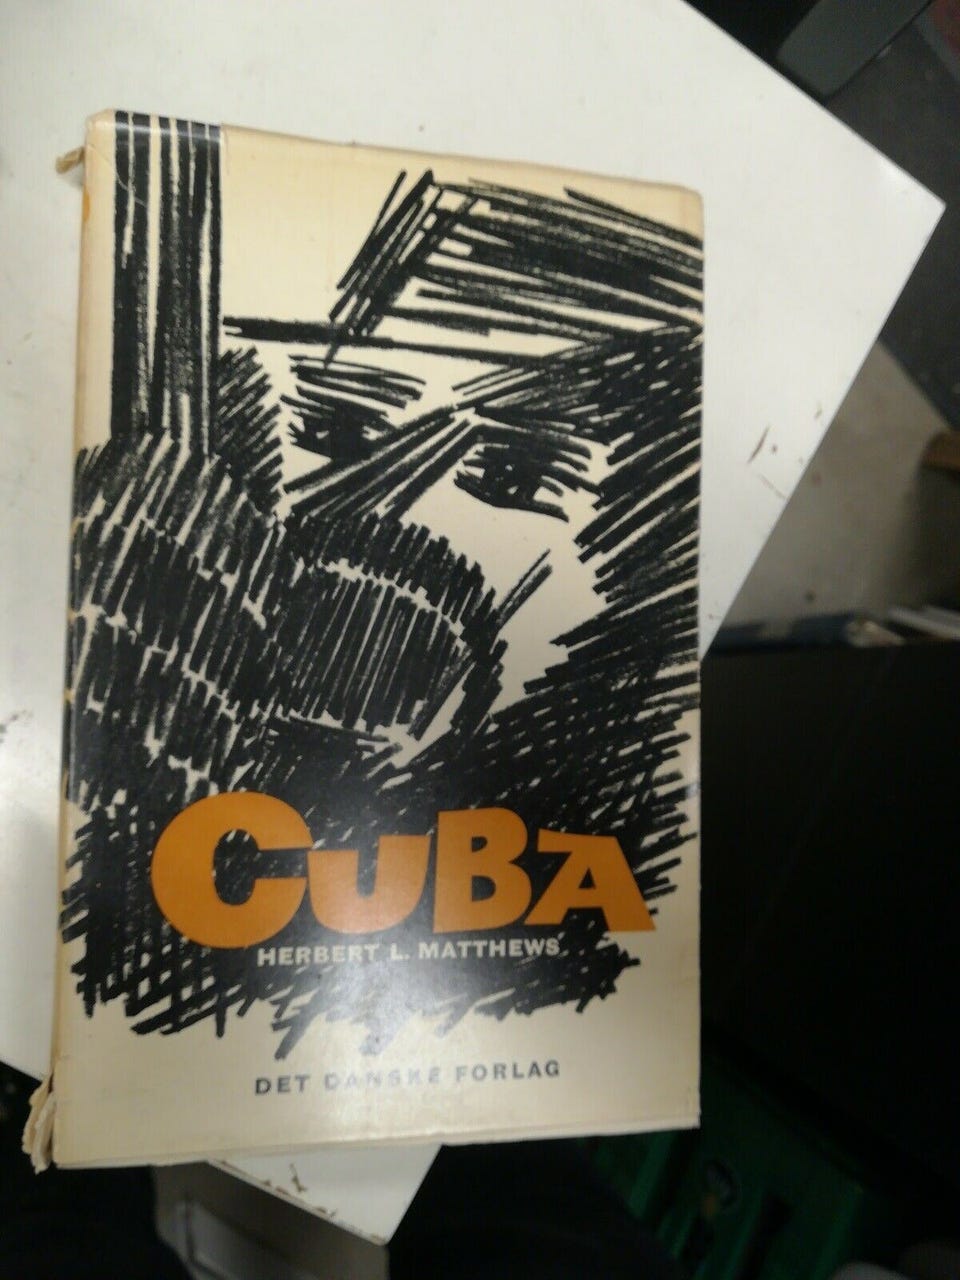 CUBA
HERBERT L. MATTHEWS
DET DANSKE FORLAG